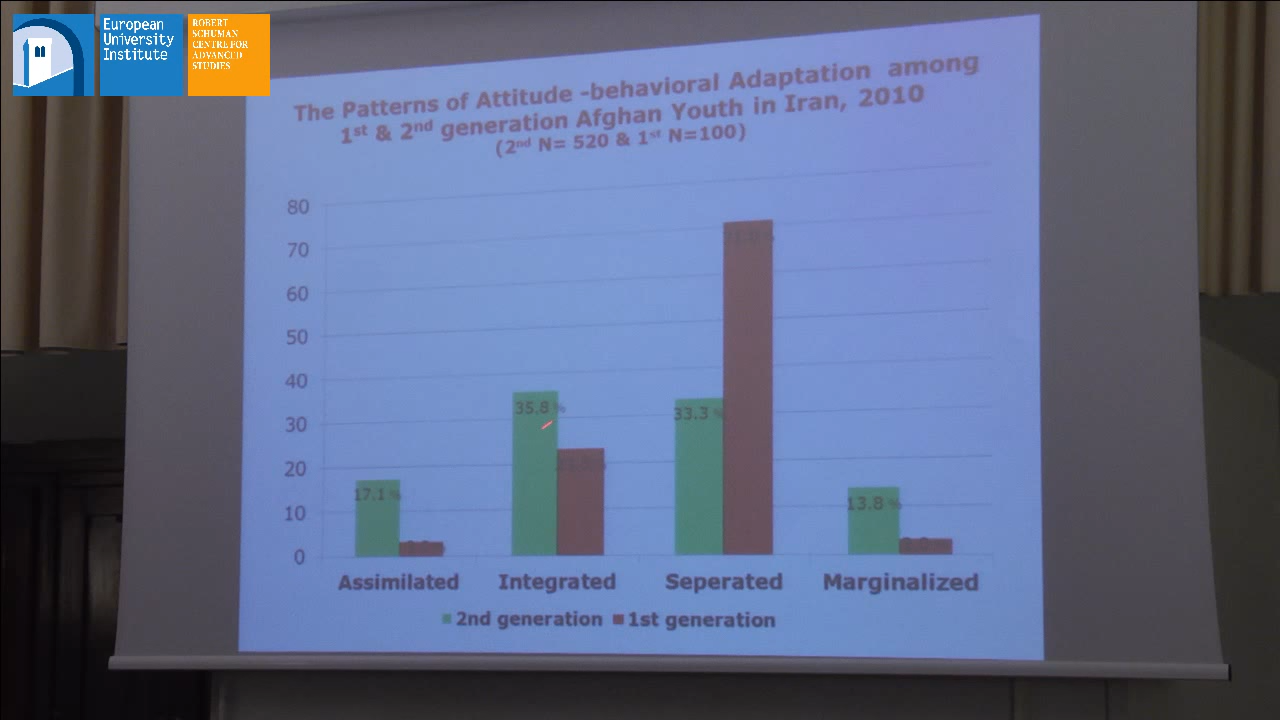 European
University
Institute
ROBERT
SCHUMAN
CENTRE FOR
ADVANCED
STUDIES
The Patterns of Attitude -behavioral Adaptation among
1st & 2nd generation Afghan Youth in Iran, 2010
(2nd N= 520 & 1st N=100)
80
70
60
50
40
30
20
10
0
17.1 %
35.8 %
33.3 %
13.8 %
Assimilated Integrated Seperated Marginalized
2nd generation 1st generation